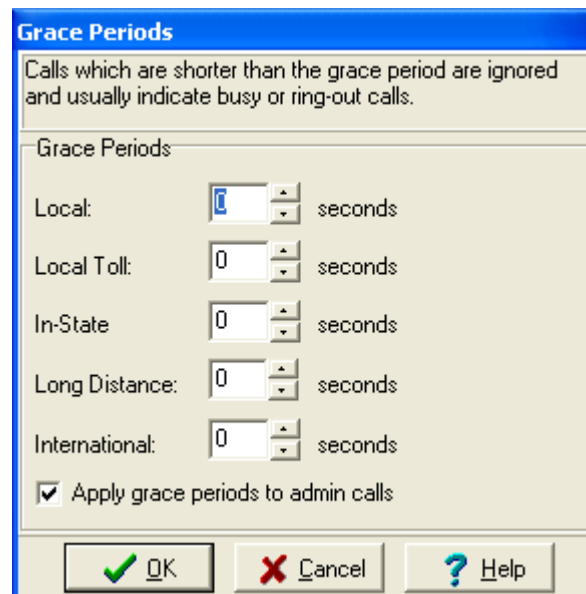 Grace Periods
Calls which are shorter than the grace period are ignored
and usually indicate busy or ring-out calls.
Grace Periods
Local: 0 seconds
Local Toll: 0 seconds
In-State 0 seconds
Long Distance: 0 seconds
International: 0 seconds
Apply grace periods to admin calls
OK Cancel Help